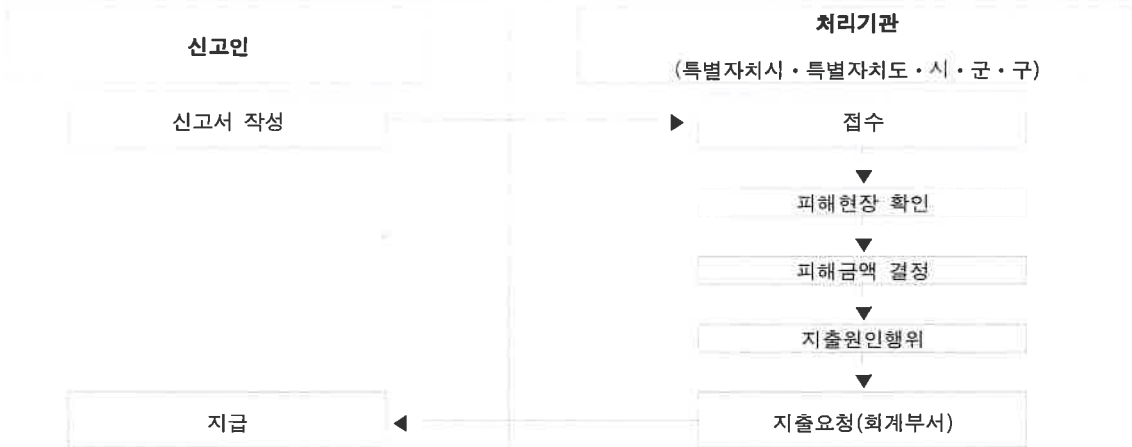 신고인
처리기관
(특별자치시・특별자치도・시・군・구)
신고서 작성
▶
접수
▼
피해현장 확인
▼
피해금액 결정
▼
지출원인행위
▼
지급
◀
지출요청(회계부서)